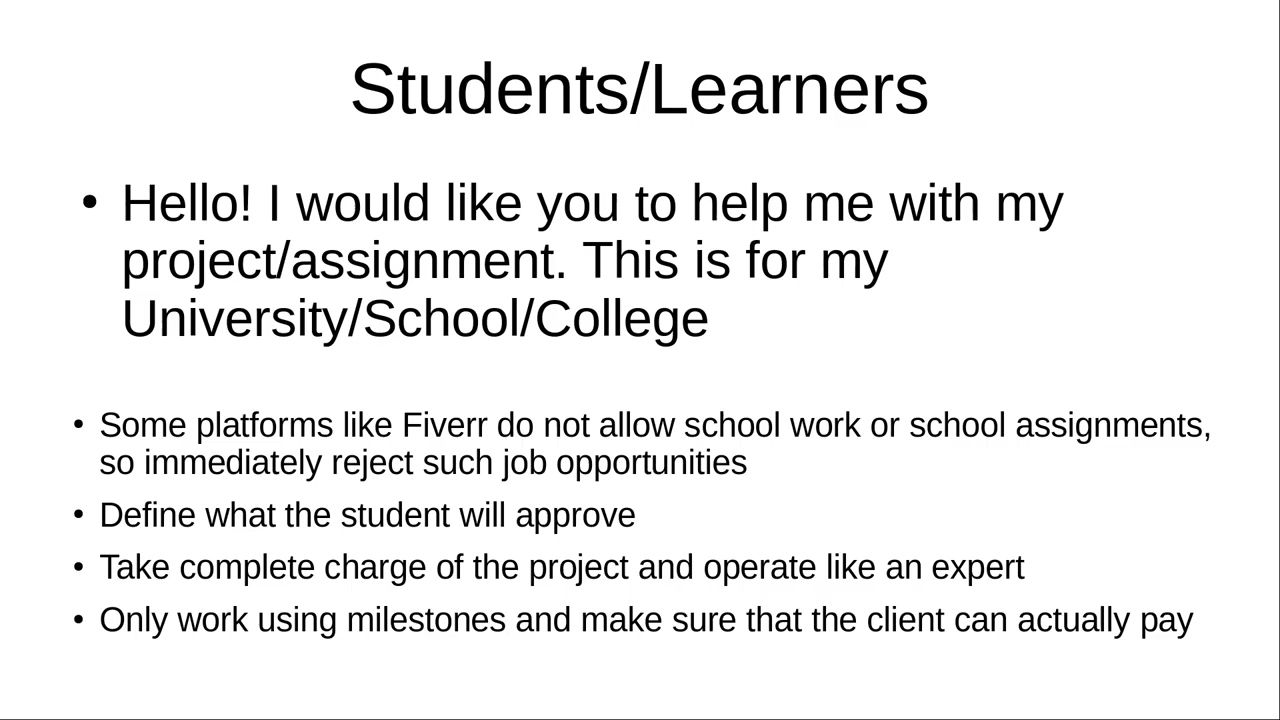 Students/Learners
• Hello! I would like you to help me with my
project/assignment. This is for my
University/School/College
• Some platforms like Fiverr do not allow school work or school assignments,
so immediately reject such job opportunities
• Define what the student will approve
• Take complete charge of the project and operate like an expert
• Only work using milestones and make sure that the client can actually pay